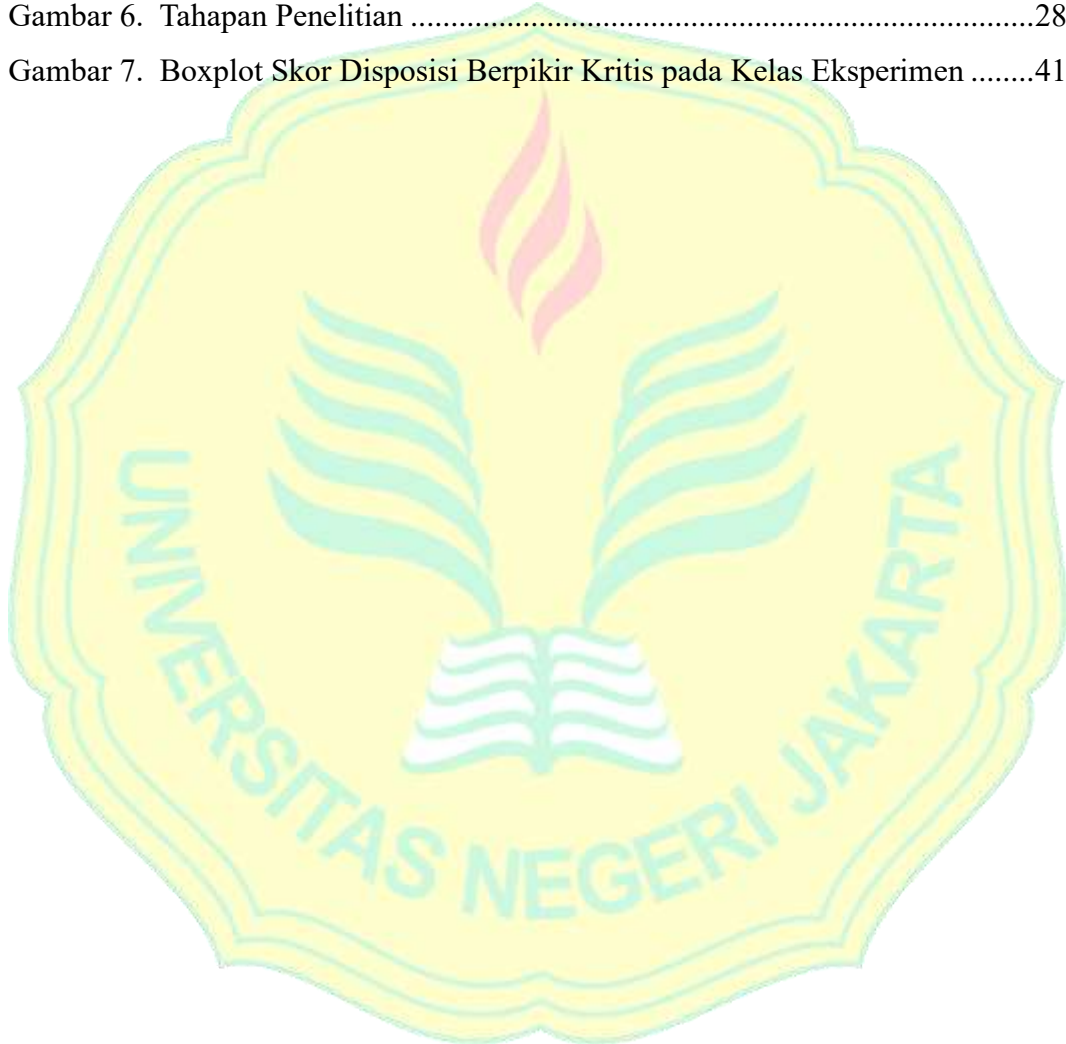 Gambar 6. Tahapan Penelitian ...............................................................................28
Gambar 7. Boxplot Skor Disposisi Berpikir Kritis pada Kelas Eksperimen ........41
UNIVERSITAS NEGERI JAKARTA